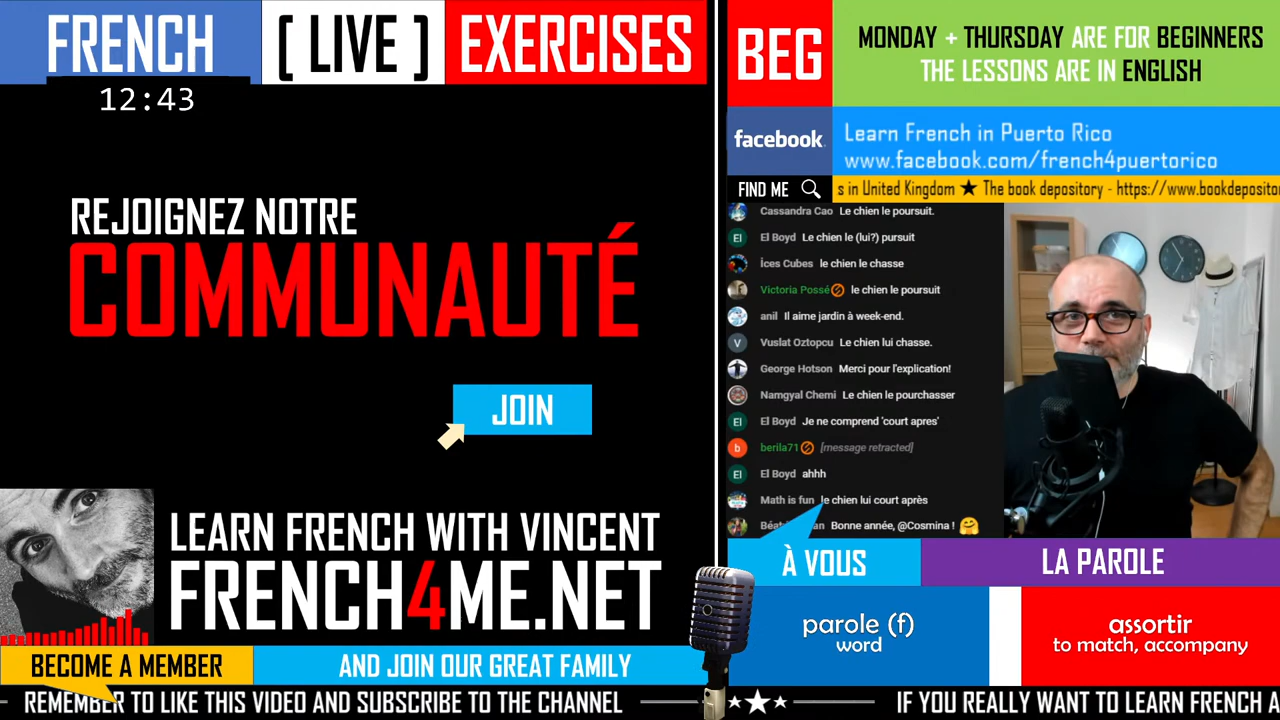 FRENCH [ LIVE ] EXERCISES
12:43
REJOIGNEZ NOTRE
COMMUNAUTÉ
JOIN
LEARN FRENCH WITH VINCENT
FRENCH4ME.NET
BECOME A MEMBER
AND JOIN OUR GREAT FAMILY
BEG
MONDAY + THURSDAY ARE FOR BEGINNERS
THE LESSONS ARE IN ENGLISH
facebook.
Learn French in Puerto Rico
www.facebook.com/french4puertorico
FIND ME
s in United Kingdom ★ The book depository - https://www.bookdeposito
Cassandra Cao Le chien le poursuit.
El Boyd Le chien le (lui?) pursuit
İces Cubes le chien le chasse
Victoria Possé le chien le poursuit
anil Il aime jardin à week-end.
V Vuslat Oztopcu Le chien lui chasse.
George Hotson Merci pour l'explication!
Namgyal Chemi Le chien le pourchasser
El Boyd Je ne comprend 'court apres'
b berila71 [message retracted]
El Boyd ahhh
Math is fun le chien lui court après
Bonne année, @Cosmina !
À VOUS
LA PAROLE
parole (f)
word
assortir
to match, accompany
REMEMBER TO LIKE THIS VIDEO AND SUBSCRIBE TO THE CHANNEL
IF YOU REALLY WANT TO LEARN FRENCH A